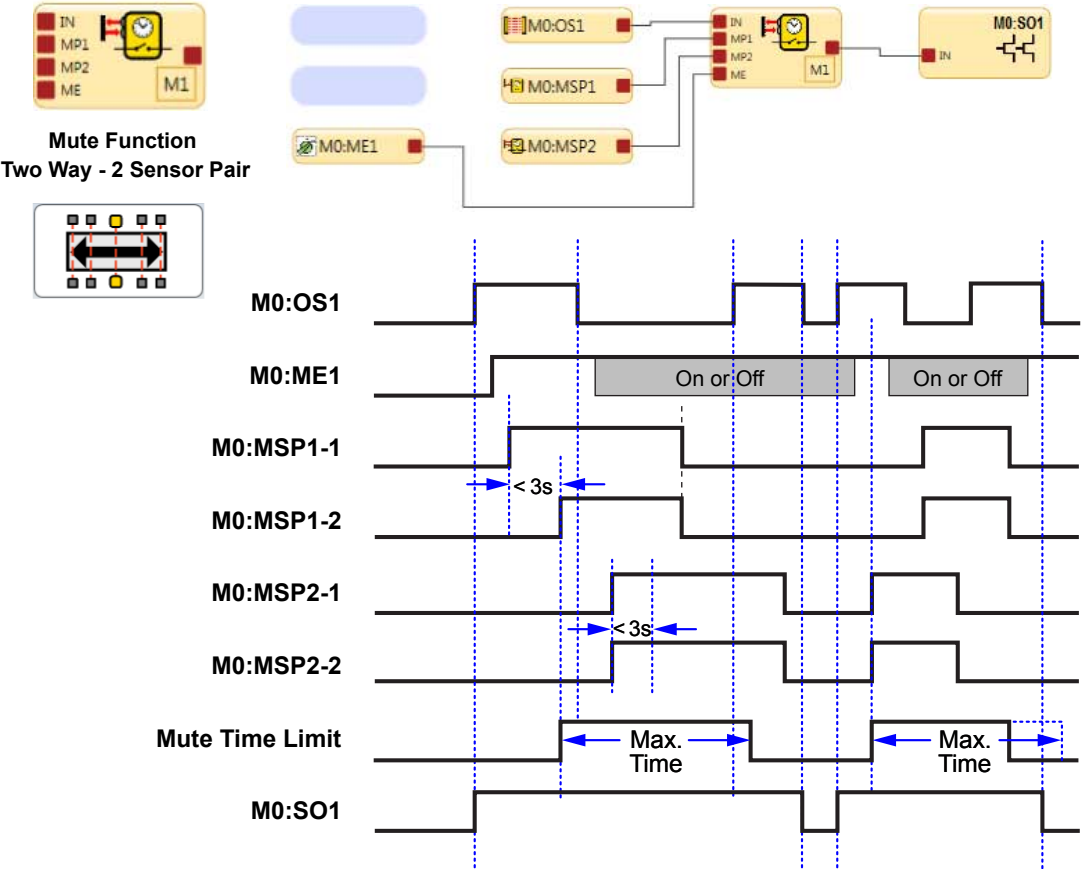 IN
MP1
MP2
ME
M1
Mute Function
Two Way - 2 Sensor Pair
M0:ME1
M0:OS1
M0:MSP1
M0:MSP2
IN
MP1
MP2
ME
M1
M0:SO1
IN
M0:OS1
M0:ME1
On or Off
On or Off
M0:MSP1-1
< 3s
M0:MSP1-2
M0:MSP2-1
< 3s
M0:MSP2-2
Mute Time Limit
Max.
Time
Max.
Time
M0:SO1